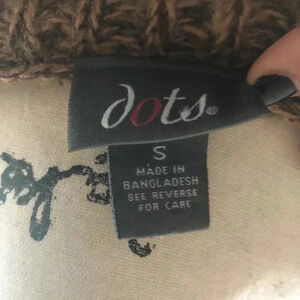 dots®
S
MADE IN
BANGLADESH
SEE REVERSE
FOR CARE